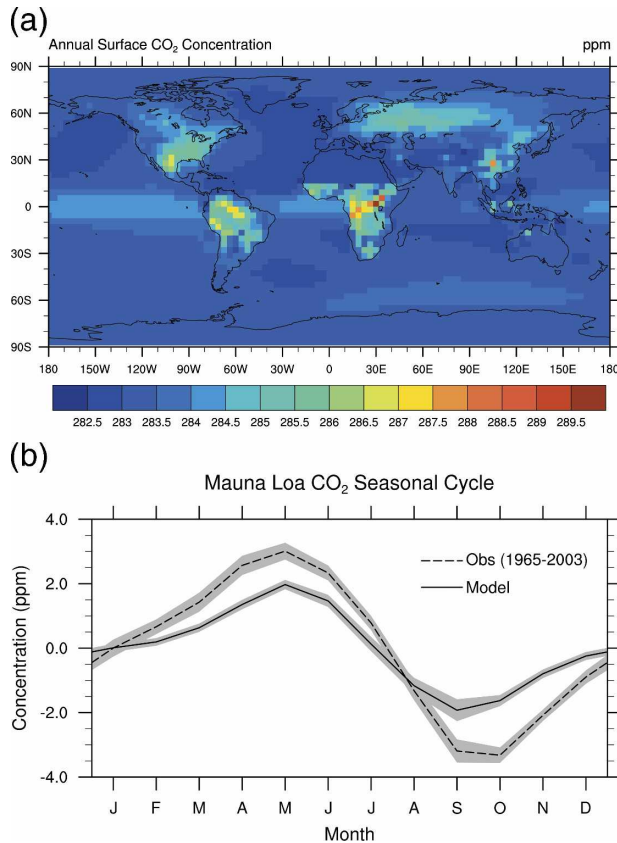 (a)
Annual Surface CO₂ Concentration ppm
90N
60N
30N
0
30S
60S
90S
180 150W 120W 90W 60W 30W 0 30E 60E 90E 120E 150E 180
282.5 283 283.5 284 284.5 285 285.5 286 286.5 287 287.5 288 288.5 289 289.5
(b)
Mauna Loa CO₂ Seasonal Cycle
4.0
2.0
0.0
-2.0
-4.0
Concentration (ppm)
Obs (1965-2003)
Model
J F M A M J J A S O N D
Month